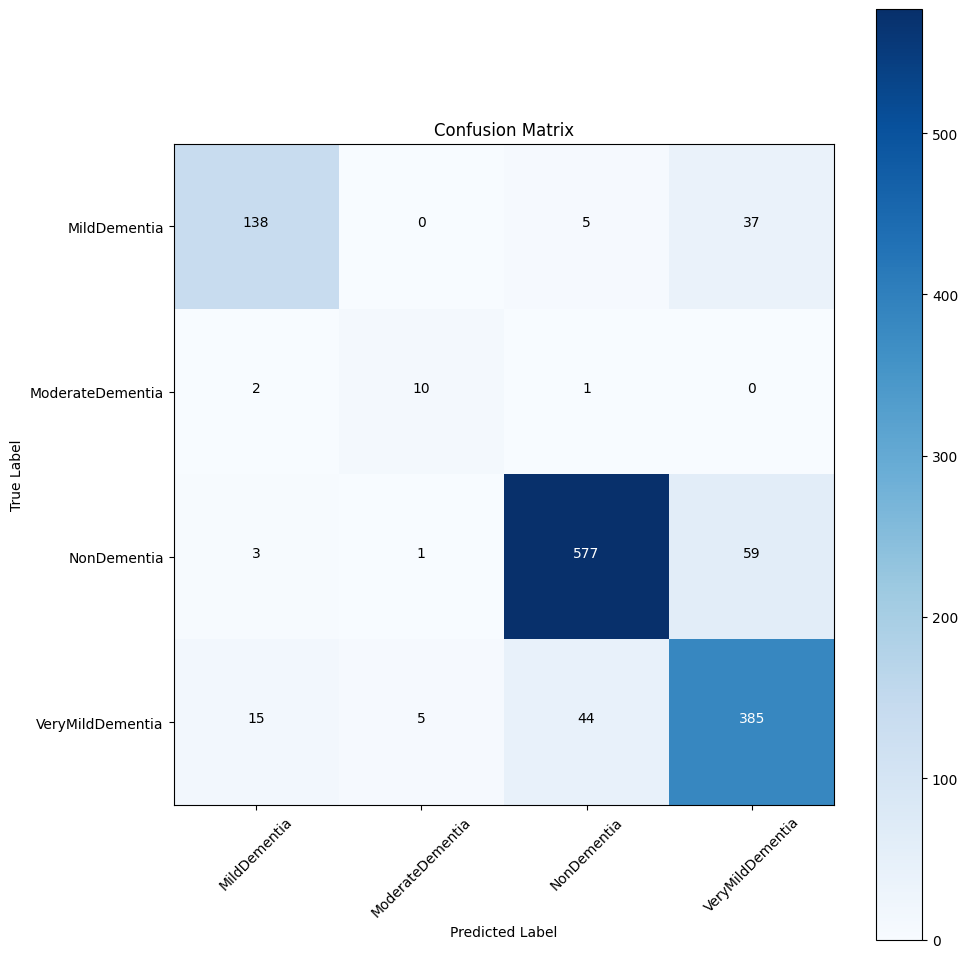 Confusion Matrix
MildDementia 138 0 5 37
ModerateDementia 2 10 1 0
NonDementia 3 1 577 59
VeryMildDementia 15 5 44 385
True Label
MildDementia ModerateDementia NonDementia VeryMildDementia
Predicted Label
500
400
300
200
100
0